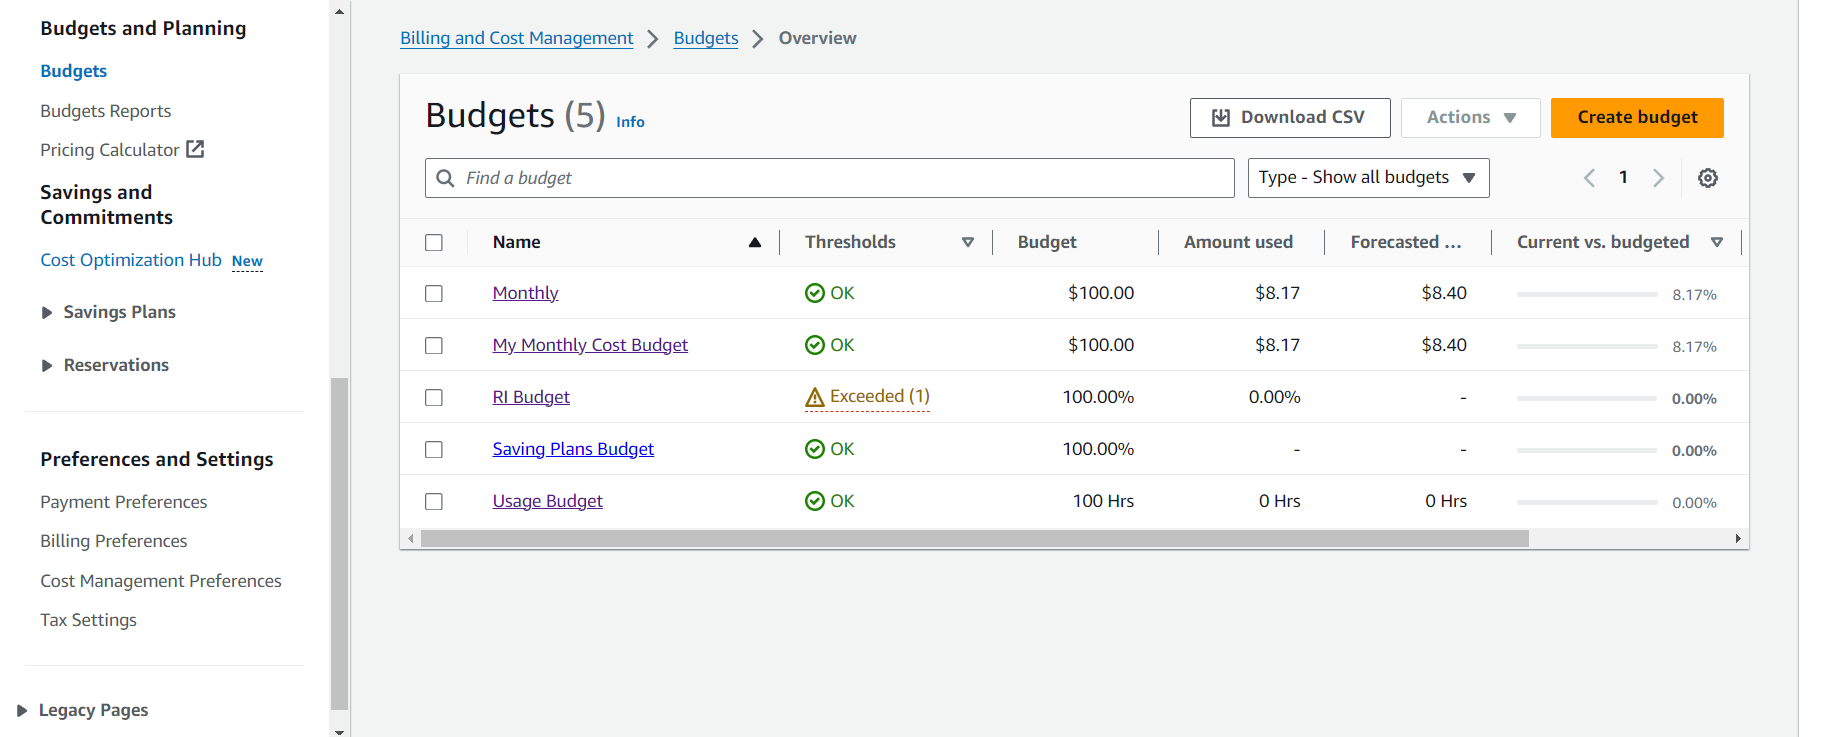 Budgets and Planning
Budgets
Budgets Reports
Pricing Calculator
Savings and
Commitments
Cost Optimization Hub New
Savings Plans
Reservations
Preferences and Settings
Payment Preferences
Billing Preferences
Cost Management Preferences
Tax Settings
Legacy Pages
Billing and Cost Management > Budgets > Overview
Budgets (5) Info
Download CSV
Actions
Create budget
Find a budget
Type - Show all budgets
1
Name Thresholds Budget Amount used Forecasted ... Current vs. budgeted
Monthly OK $100.00 $8.17 $8.40 8.17%
My Monthly Cost Budget OK $100.00 $8.17 $8.40 8.17%
RI Budget Exceeded (1) 100.00% 0.00% - 0.00%
Saving Plans Budget OK 100.00% - - 0.00%
Usage Budget OK 100 Hrs 0 Hrs 0 Hrs 0.00%